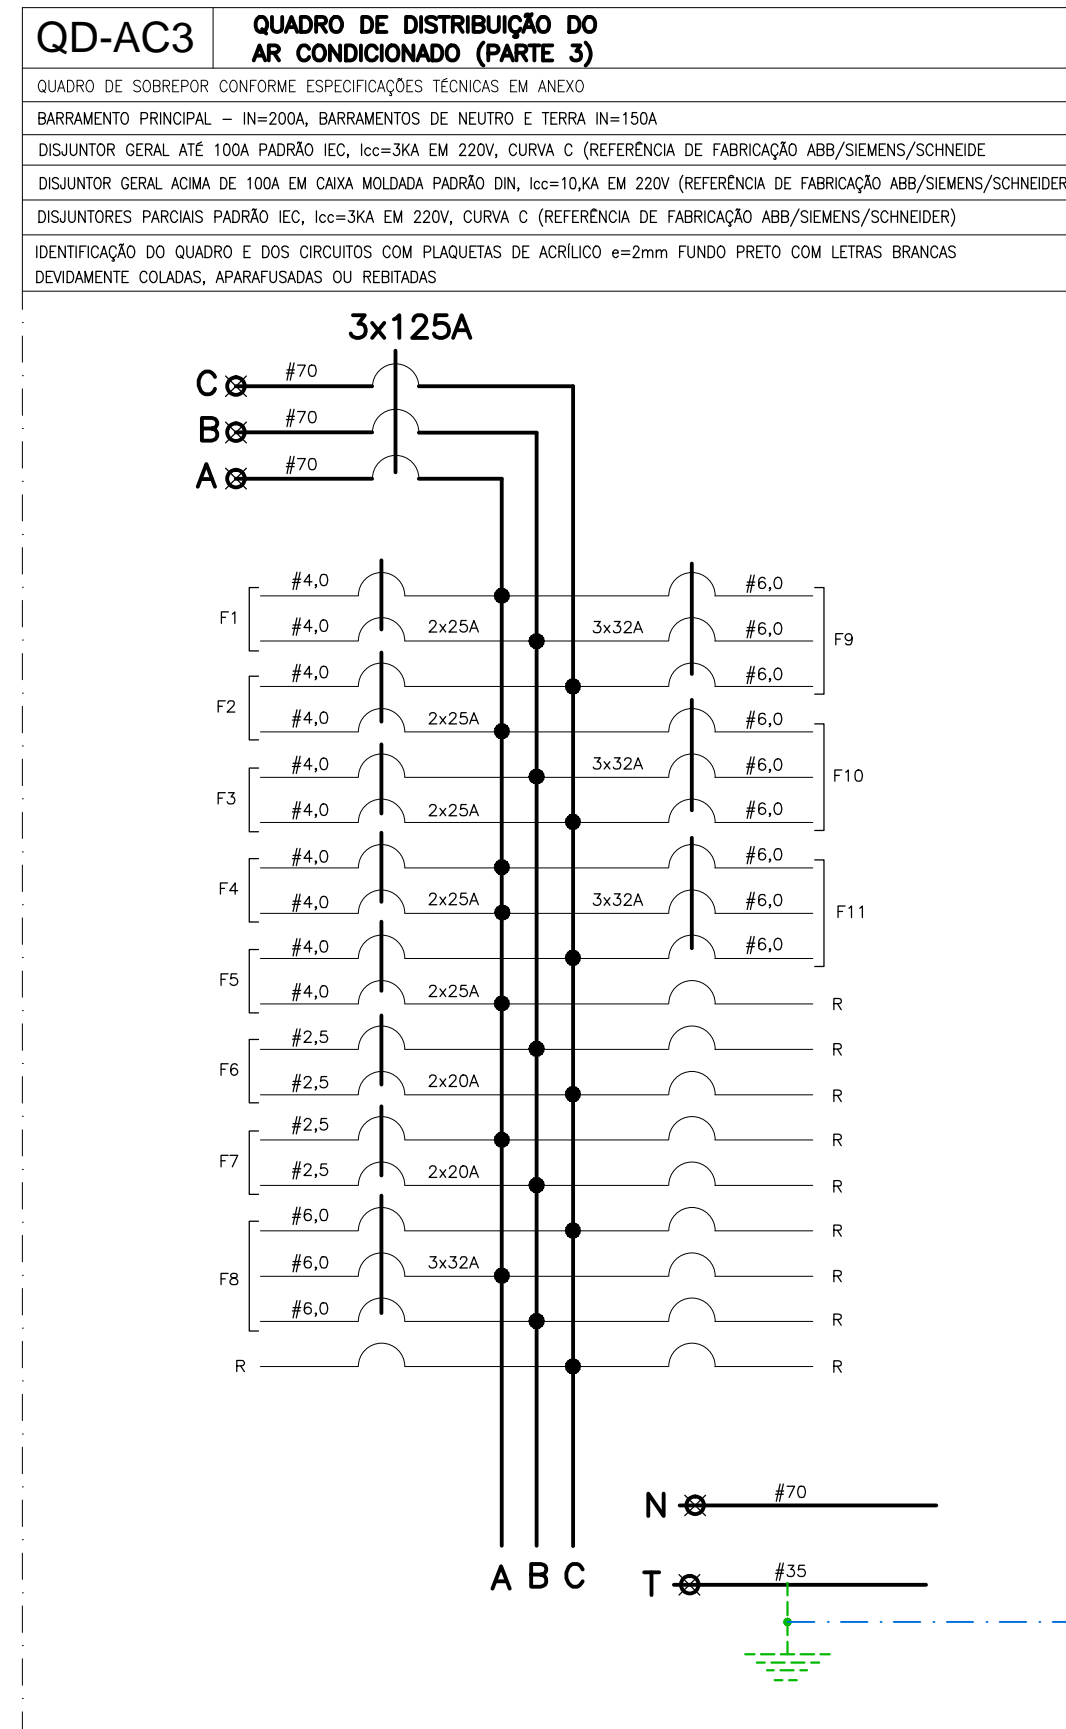 QD-AC3
QUADRO DE DISTRIBUIÇÃO DO
AR CONDICIONADO (PARTE 3)
QUADRO DE SOBREPOR CONFORME ESPECIFICAÇÕES TÉCNICAS EM ANEXO
BARRAMENTO PRINCIPAL – IN=200A, BARRAMENTOS DE NEUTRO E TERRA IN=150A
DISJUNTOR GERAL ATÉ 100A PADRÃO IEC, Icc=3KA EM 220V, CURVA C (REFERÊNCIA DE FABRICAÇÃO ABB/SIEMENS/SCHNEIDE
DISJUNTOR GERAL ACIMA DE 100A EM CAIXA MOLDADA PADRÃO DIN, Icc=10,KA EM 220V (REFERÊNCIA DE FABRICAÇÃO ABB/SIEMENS/SCHNEIDER
DISJUNTORES PARCIAIS PADRÃO IEC, Icc=3KA EM 220V, CURVA C (REFERÊNCIA DE FABRICAÇÃO ABB/SIEMENS/SCHNEIDER)
IDENTIFICAÇÃO DO QUADRO E DOS CIRCUITOS COM PLAQUETAS DE ACRÍLICO e=2mm FUNDO PRETO COM LETRAS BRANCAS
DEVIDAMENTE COLADAS, APARAFUSADAS OU REBITADAS
3x125A
C #70
B #70
A #70
#4,0 #6,0
F1 #4,0 2x25A 3x32A #6,0 F9
#4,0 #6,0
F2 #4,0 2x25A #6,0
#4,0 3x32A #6,0 F10
F3 #4,0 2x25A #6,0
#4,0 #6,0
F4 #4,0 2x25A 3x32A #6,0 F11
#4,0 #6,0
F5 #4,0 2x25A R
#2,5 R
F6 #2,5 2x20A R
#2,5 R
F7 #2,5 2x20A R
#6,0 R
F8 #6,0 3x32A R
#6,0 R
R R
N #70
A B C
T #35